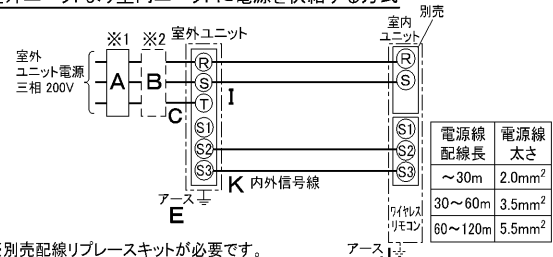 室外ユニットより室内ユニットに電源を供給する方式
別売
※1 ※2 室外ユニット
室内
ユニット
室外
ユニット電源
三相 200V
A B
R
S
T
S1
S2
S3
I
C
R
S
S1
S2
S3
K 内外信号線
アース
E
ワイヤレス
リモコン
アース
電源線
配線長
電源線
太さ
～30m 2.0mm²
30～60m 3.5mm²
60～120m 5.5mm²
※別売配線リプレースキットが必要です。